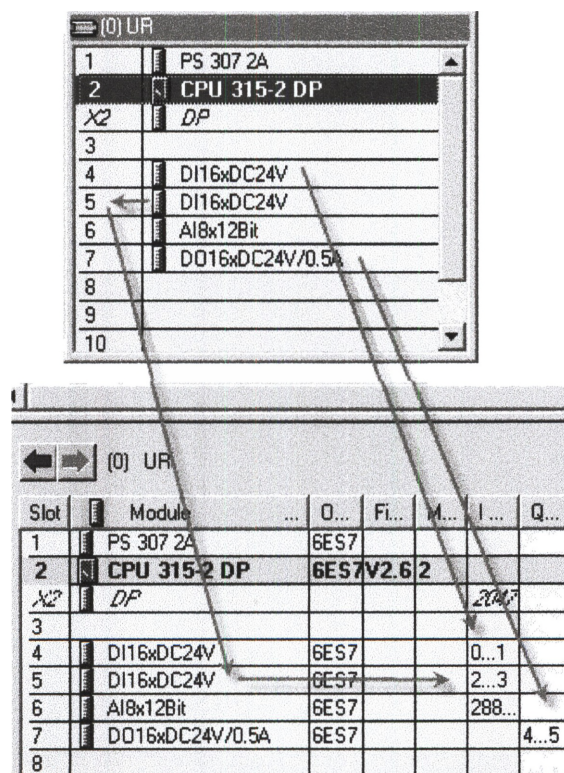 (0) UR
1 PS 307 2A
2 CPU 315-2 DP
X2 DP
3
4 DI16xDC24V
5 DI16xDC24V
6 AI8x12Bit
7 DO16xDC24V/0.5A
8
9
10
(0) UR
Slot Module ... O... Fi... M... I ... Q...
1 PS 307 2A 6ES7
2 CPU 315-2 DP 6ES7 V2.6 2
X2 DP 2047
3
4 DI16xDC24V 6ES7 0...1
5 DI16xDC24V 6ES7 2...3
6 AI8x12Bit 6ES7 288...
7 DO16xDC24V/0.5A 6ES7 4...5
8